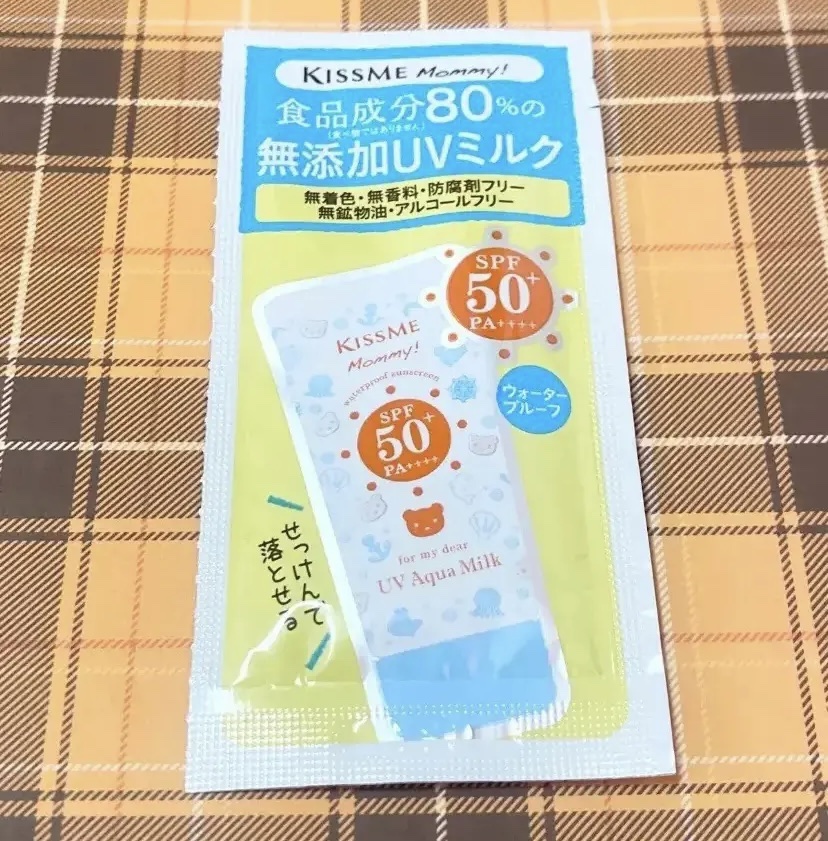 KISSME Mommy!
食品成分80%の
(食べ物ではありません)
無添加UVミルク
無着色・無香料・防腐剤フリー
無鉱物油・アルコールフリー
SPF
50+
PA++++
ウォーター
プルーフ
KISSME
Mommy!
waterproof sunscreen
SPF
50+
PA++++
for my dear
UV Aqua Milk
せっけんで
落とせる